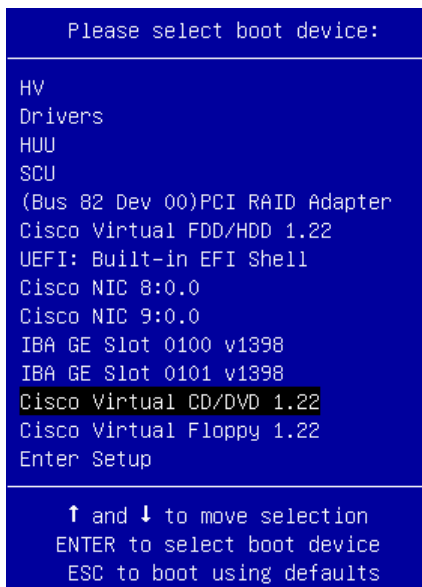 Please select boot device:
HV
Drivers
HUU
SCU
(Bus 82 Dev 00)PCI RAID Adapter
Cisco Virtual FDD/HDD 1.22
UEFI: Built-in EFI Shell
Cisco NIC 8:0.0
Cisco NIC 9:0.0
IBA GE Slot 0100 v1398
IBA GE Slot 0101 v1398
Cisco Virtual CD/DVD 1.22
Cisco Virtual Floppy 1.22
Enter Setup
↑ and ↓ to move selection
ENTER to select boot device
ESC to boot using defaults